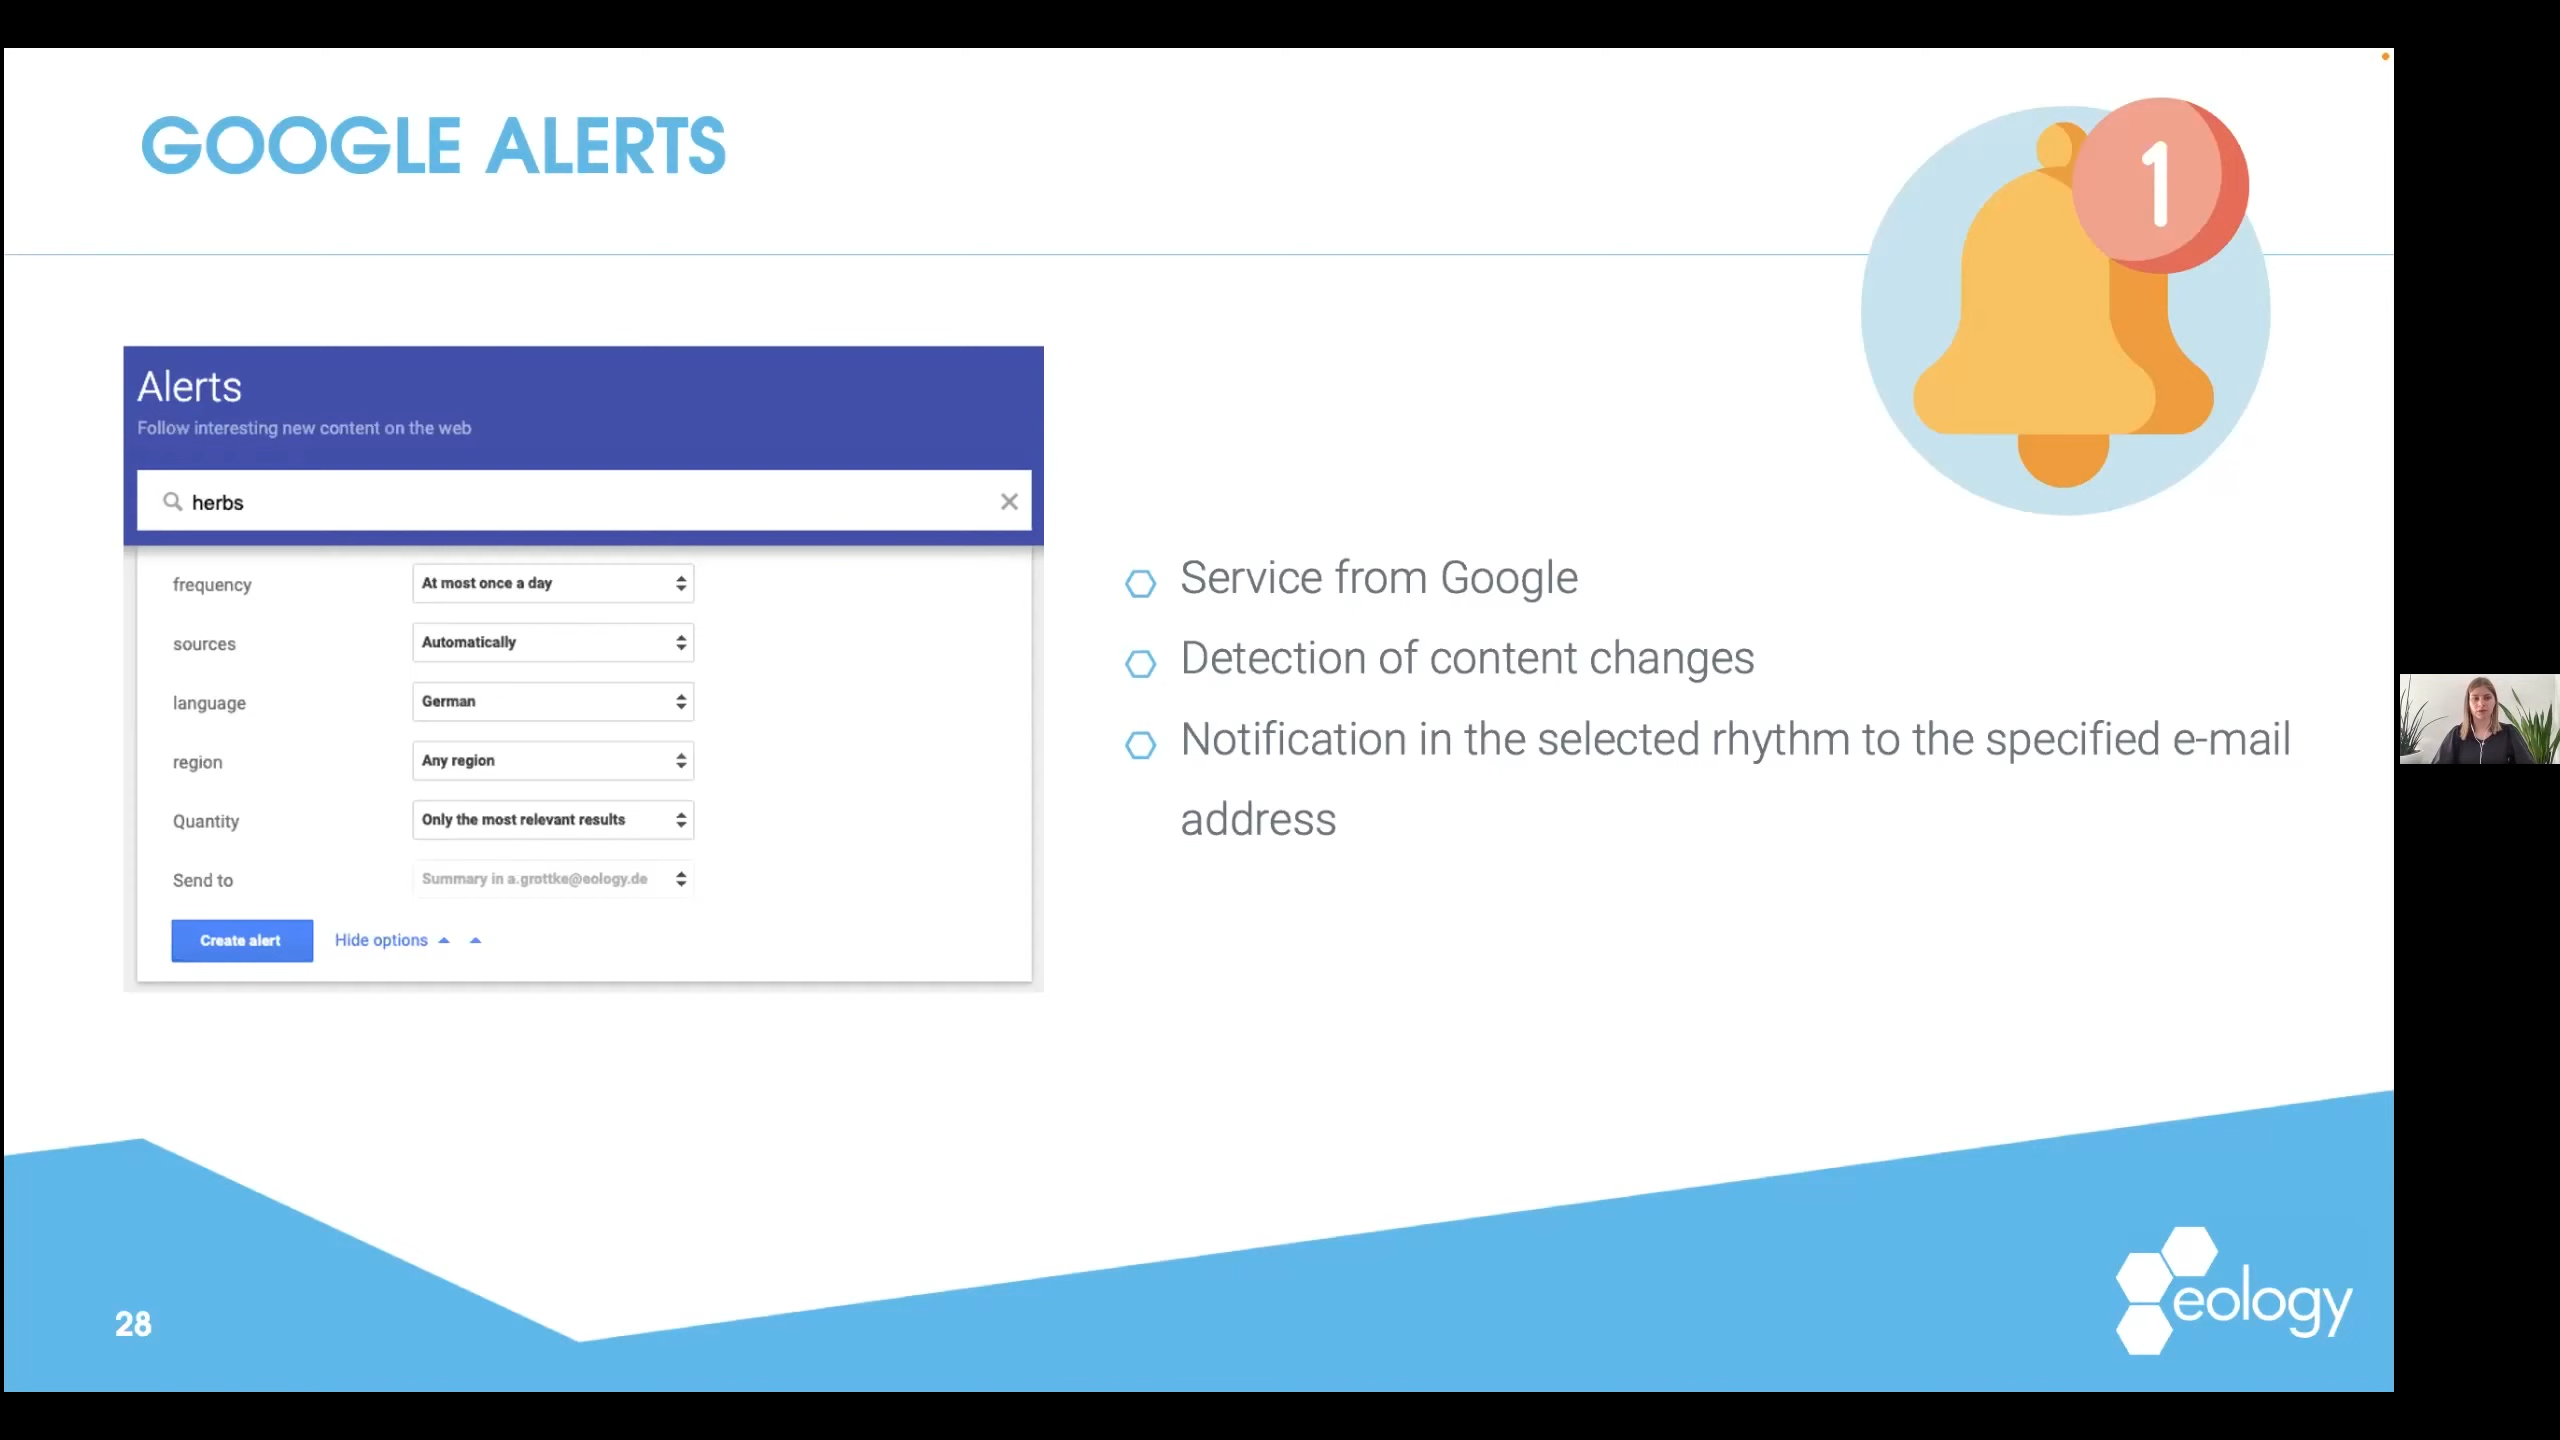 GOOGLE ALERTS
1
Alerts
Follow interesting new content on the web
herbs
frequency At most once a day
sources Automatically
language German
region Any region
Quantity Only the most relevant results
Send to Summary in a.grottke@eology.de
Create alert Hide options
Service from Google
Detection of content changes
Notification in the selected rhythm to the specified e-mail
address
28
eology